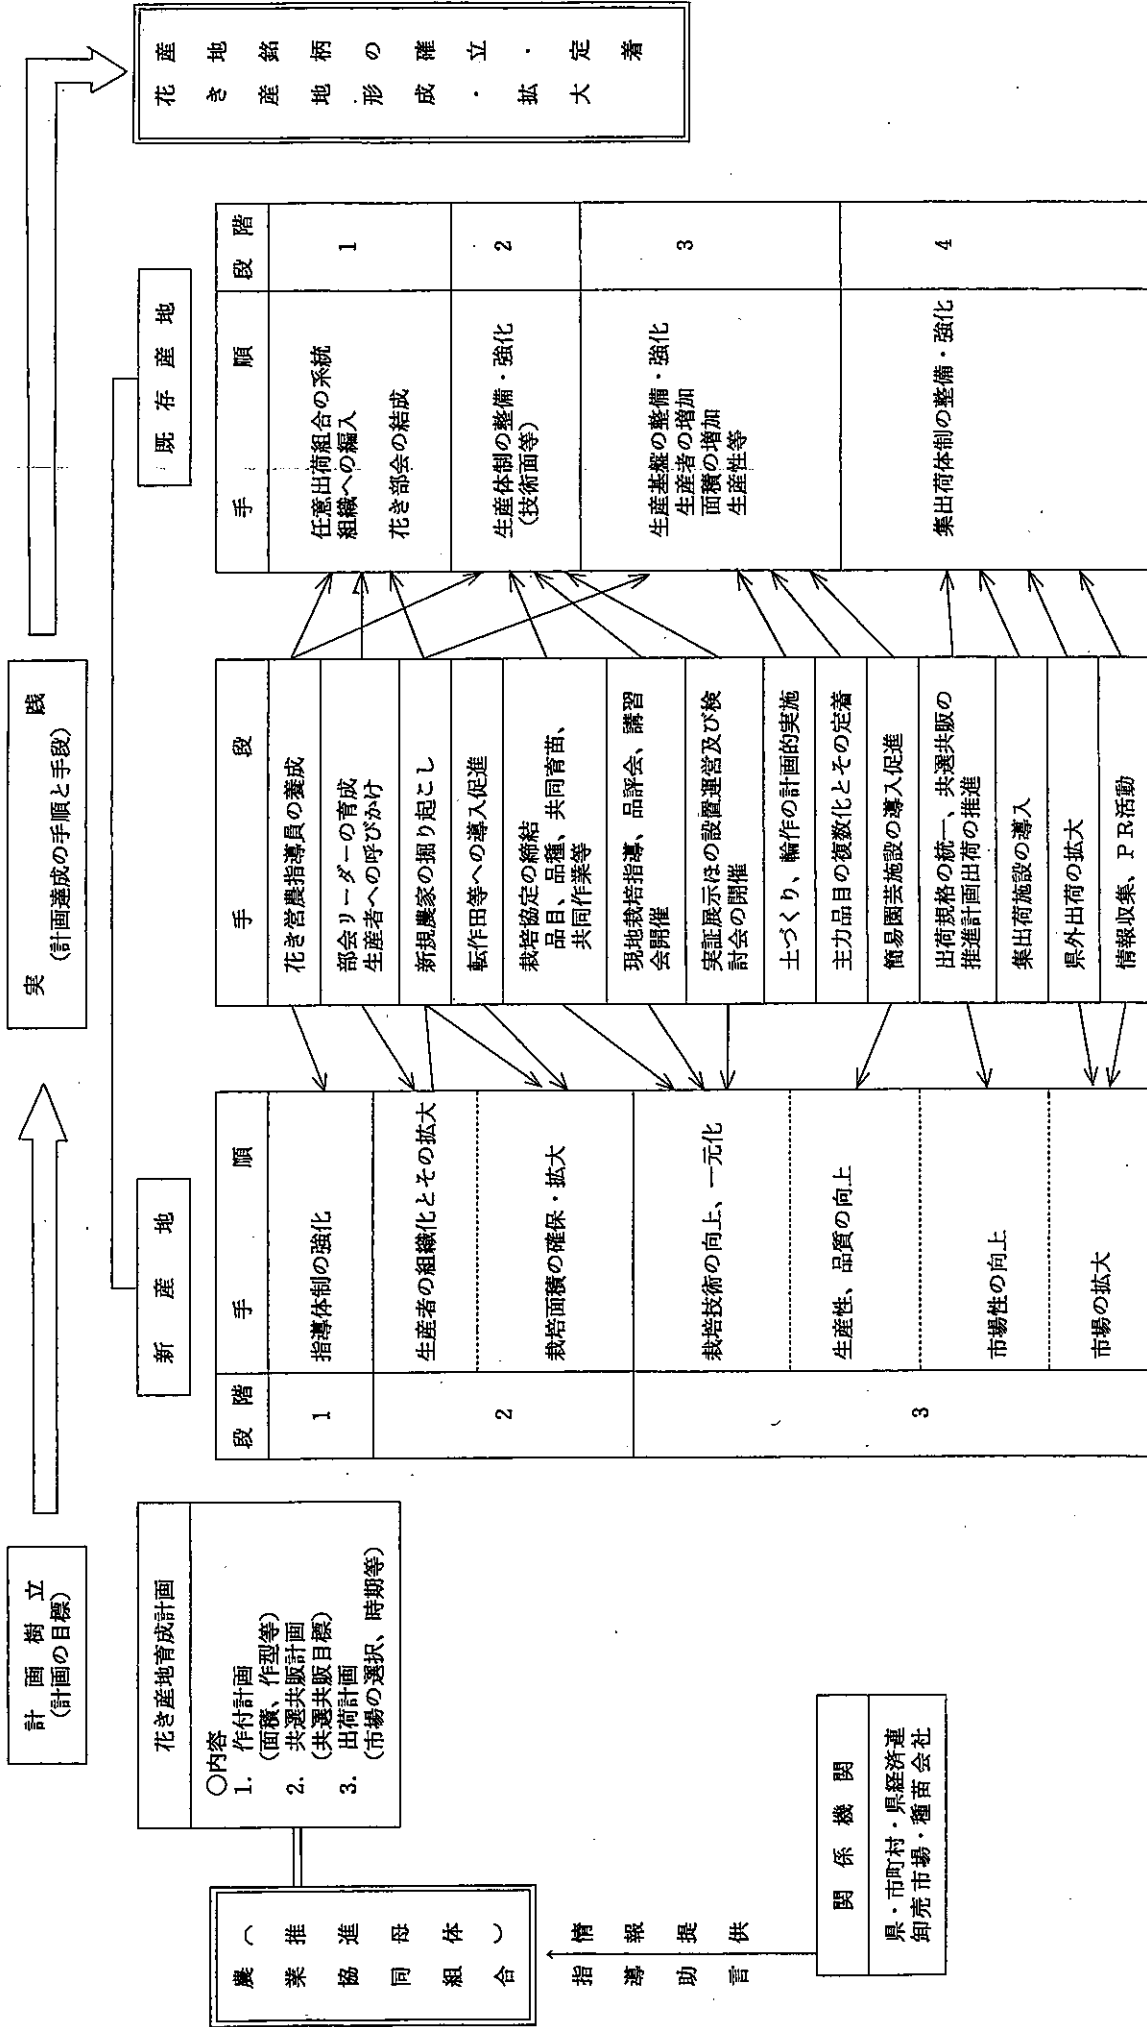 計画樹立
(計画の目標)
実践
(計画達成の手順と手段)
花き産地育成計画
〇内容
1. 作付計画
(面積、作型等)
2. 共選共販計画
(共選共販目標)
3. 出荷計画
(市場の選択、時期等)
農業協同組合
(推進母体)
指導助言
情報提供
関係機関
県・市町村・県経済連
卸売市場・種苗会社
新産地
段階
手順
1
指導体制の強化
2
生産者の組織化とその拡大
栽培面積の確保・拡大
3
栽培技術の向上、一元化
生産性、品質の向上
市場性の向上
市場の拡大
手段
花き営農指導員の養成
部会リーダーの育成
生産者への呼びかけ
新規農家の掘り起こし
転作田等への導入促進
栽培協定の締結
品目、品種、共同育苗、
共同作業等
現地栽培指導、品評会、講習
会開催
実証展示ほの設置運営及び検
討会の開催
土づくり、輪作の計画的実施
主力品目の複数化とその定着
簡易園芸施設の導入促進
出荷規格の統一、共選共販の
推進計画出荷の推進
集出荷施設の導入
県外出荷の拡大
情報収集、PR活動
既存産地
手順
段階
任意出荷組合の系統
組織への編入
花き部会の結成
1
生産体制の整備・強化
(技術面等)
2
生産基盤の整備・強化
生産者の増加
面積の増加
生産性等
3
集出荷体制の整備・強化
4
花き産地形成・拡大
産地銘柄の確立・定着